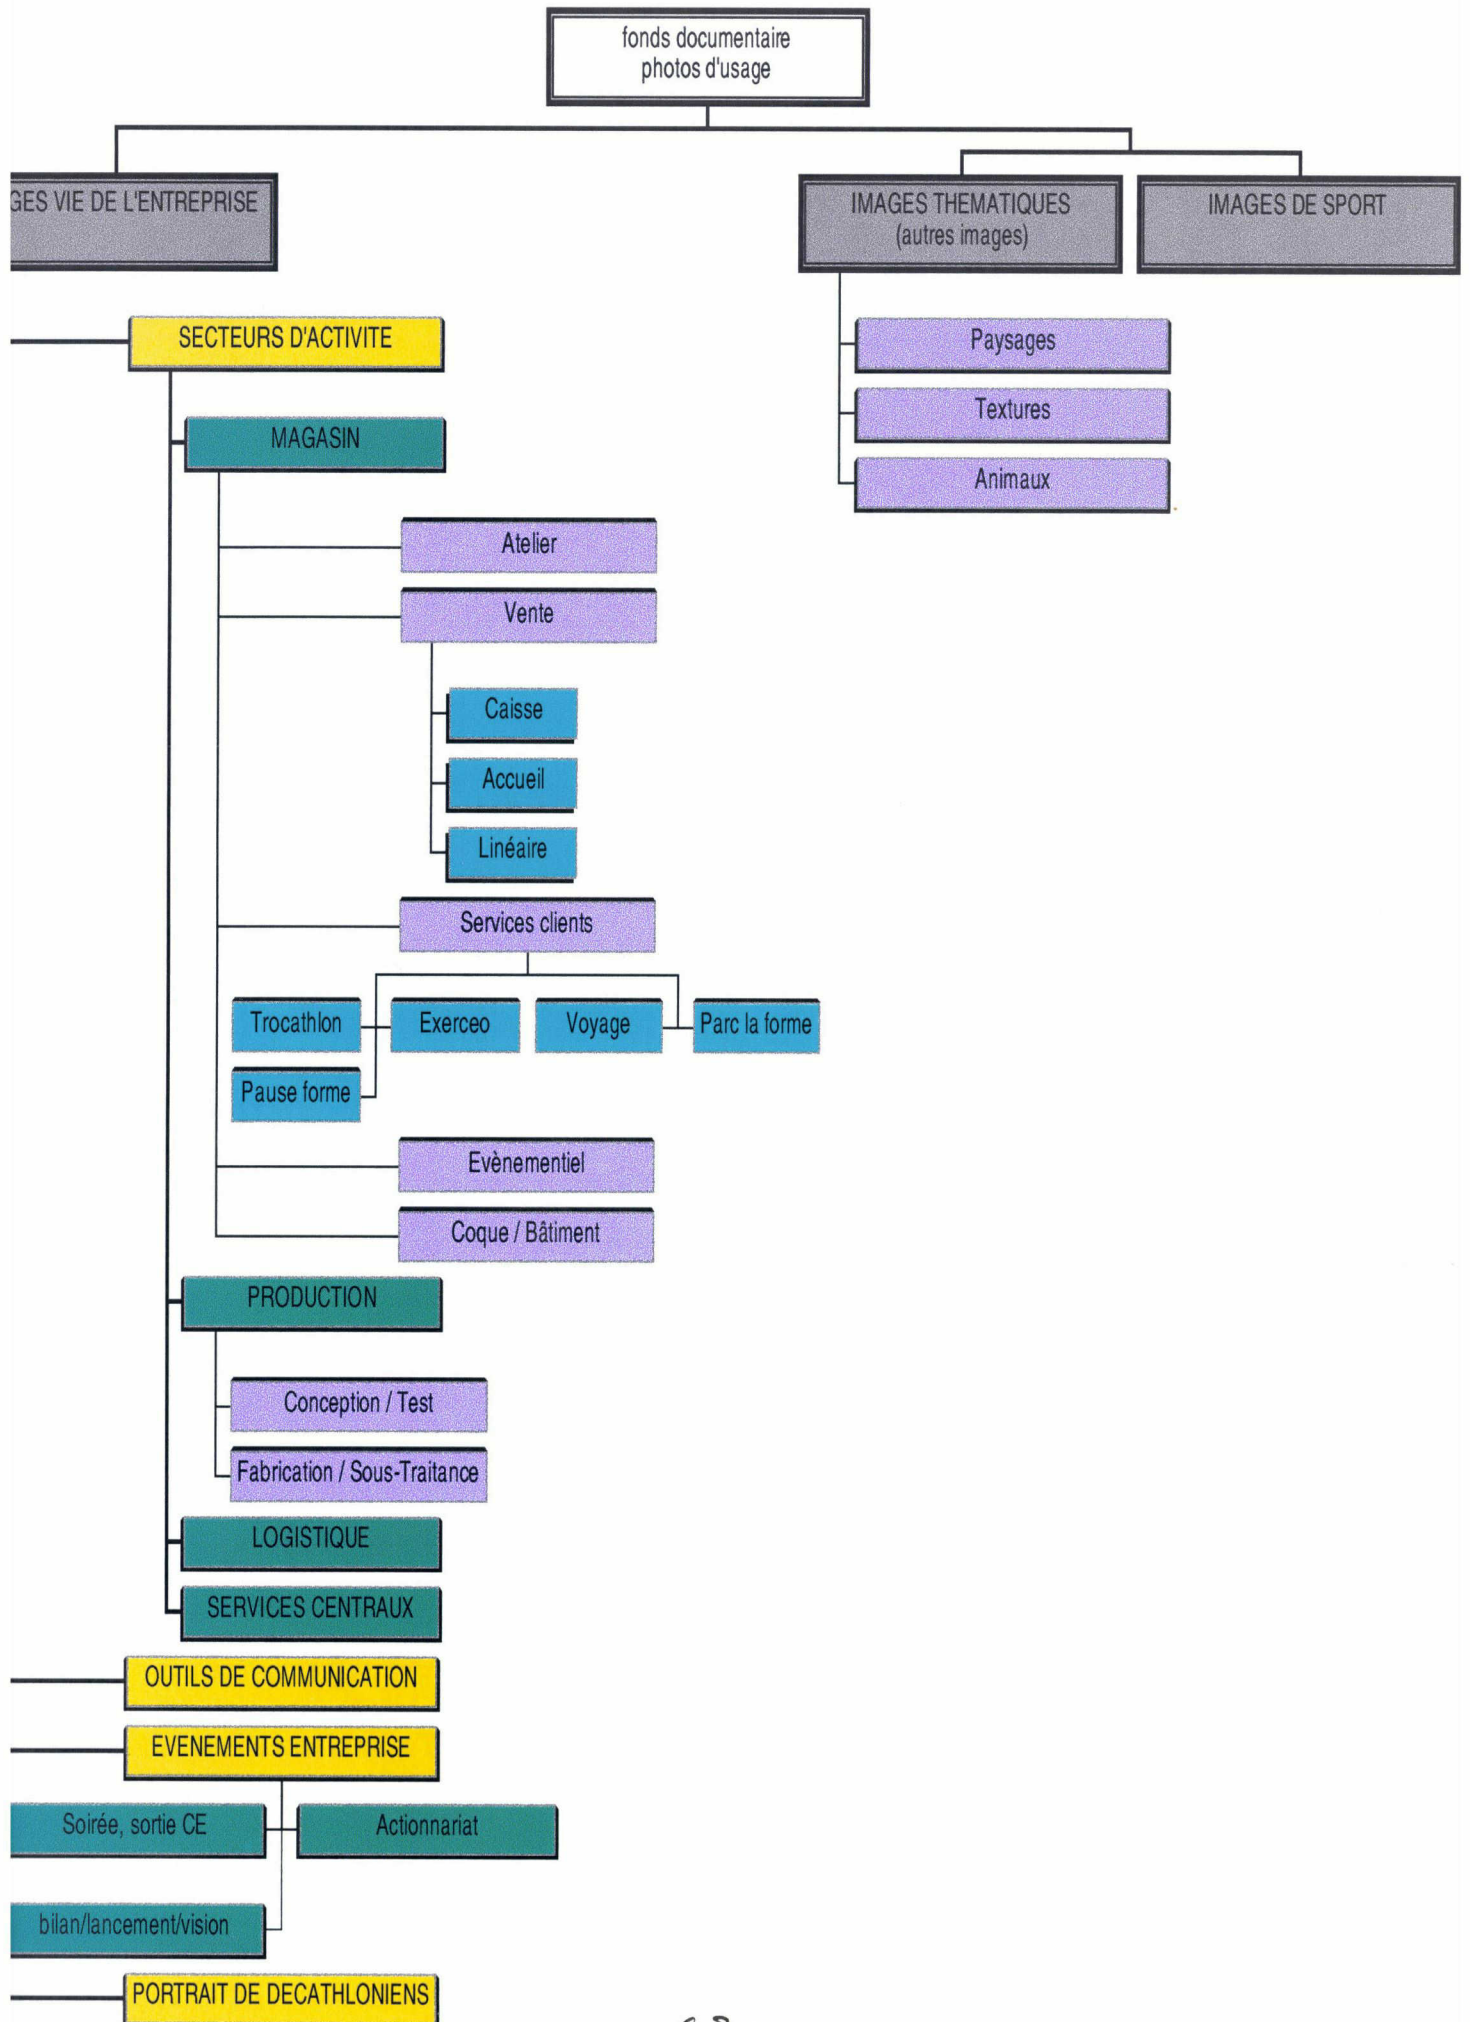 fonds documentaire
photos d'usage
GES VIE DE L'ENTREPRISE
IMAGES THEMATIQUES
(autres images)
IMAGES DE SPORT
SECTEURS D'ACTIVITE
Paysages
Textures
Animaux
MAGASIN
Atelier
Vente
Caisse
Accueil
Linéaire
Services clients
Trocathlon
Exerceo
Voyage
Parc la forme
Pause forme
Evènementiel
Coque / Bâtiment
PRODUCTION
Conception / Test
Fabrication / Sous-Traitance
LOGISTIQUE
SERVICES CENTRAUX
OUTILS DE COMMUNICATION
EVENEMENTS ENTREPRISE
Soirée, sortie CE
Actionnariat
bilan/lancement/vision
PORTRAIT DE DECATHLONIENS